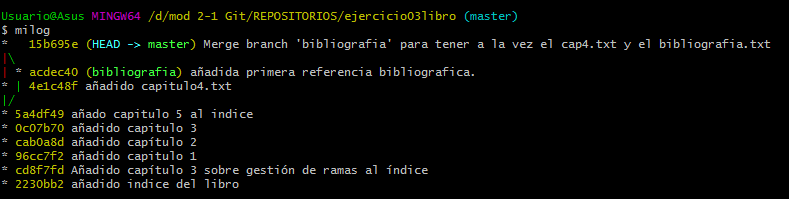 Usuario@Asus MINGW64 /d/mod 2-1 Git/REPOSITORIOS/ejercicio03libro (master)
$ milog
*   15b695e (HEAD -> master) Merge branch 'bibliografia' para tener a la vez el cap4.txt y el bibliografia.txt
|\
| * acdec40 (bibliografia) añadida primera referencia bibliografica.
* | 4e1c48f añadido capitulo4.txt
|/
* 5a4df49 añado capitulo 5 al indice
* 0c07b70 añadido capitulo 3
* cab0a8d añadido capítulo 2
* 96cc7f2 añadido capitulo 1
* cd8f7fd Añadido capítulo 3 sobre gestión de ramas al índice
* 2230bb2 añadido indice del libro